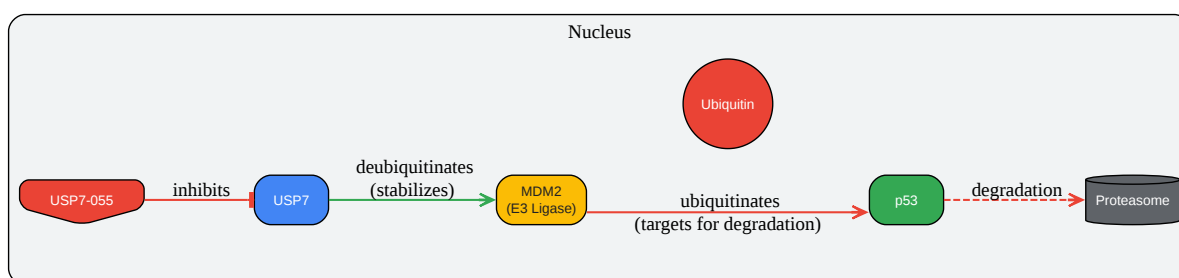 Nucleus
Ubiquitin
USP7-055
inhibits
USP7
deubiquitinates
(stabilizes)
MDM2
(E3 Ligase)
ubiquitinates
(targets for degradation)
p53
degradation
Proteasome